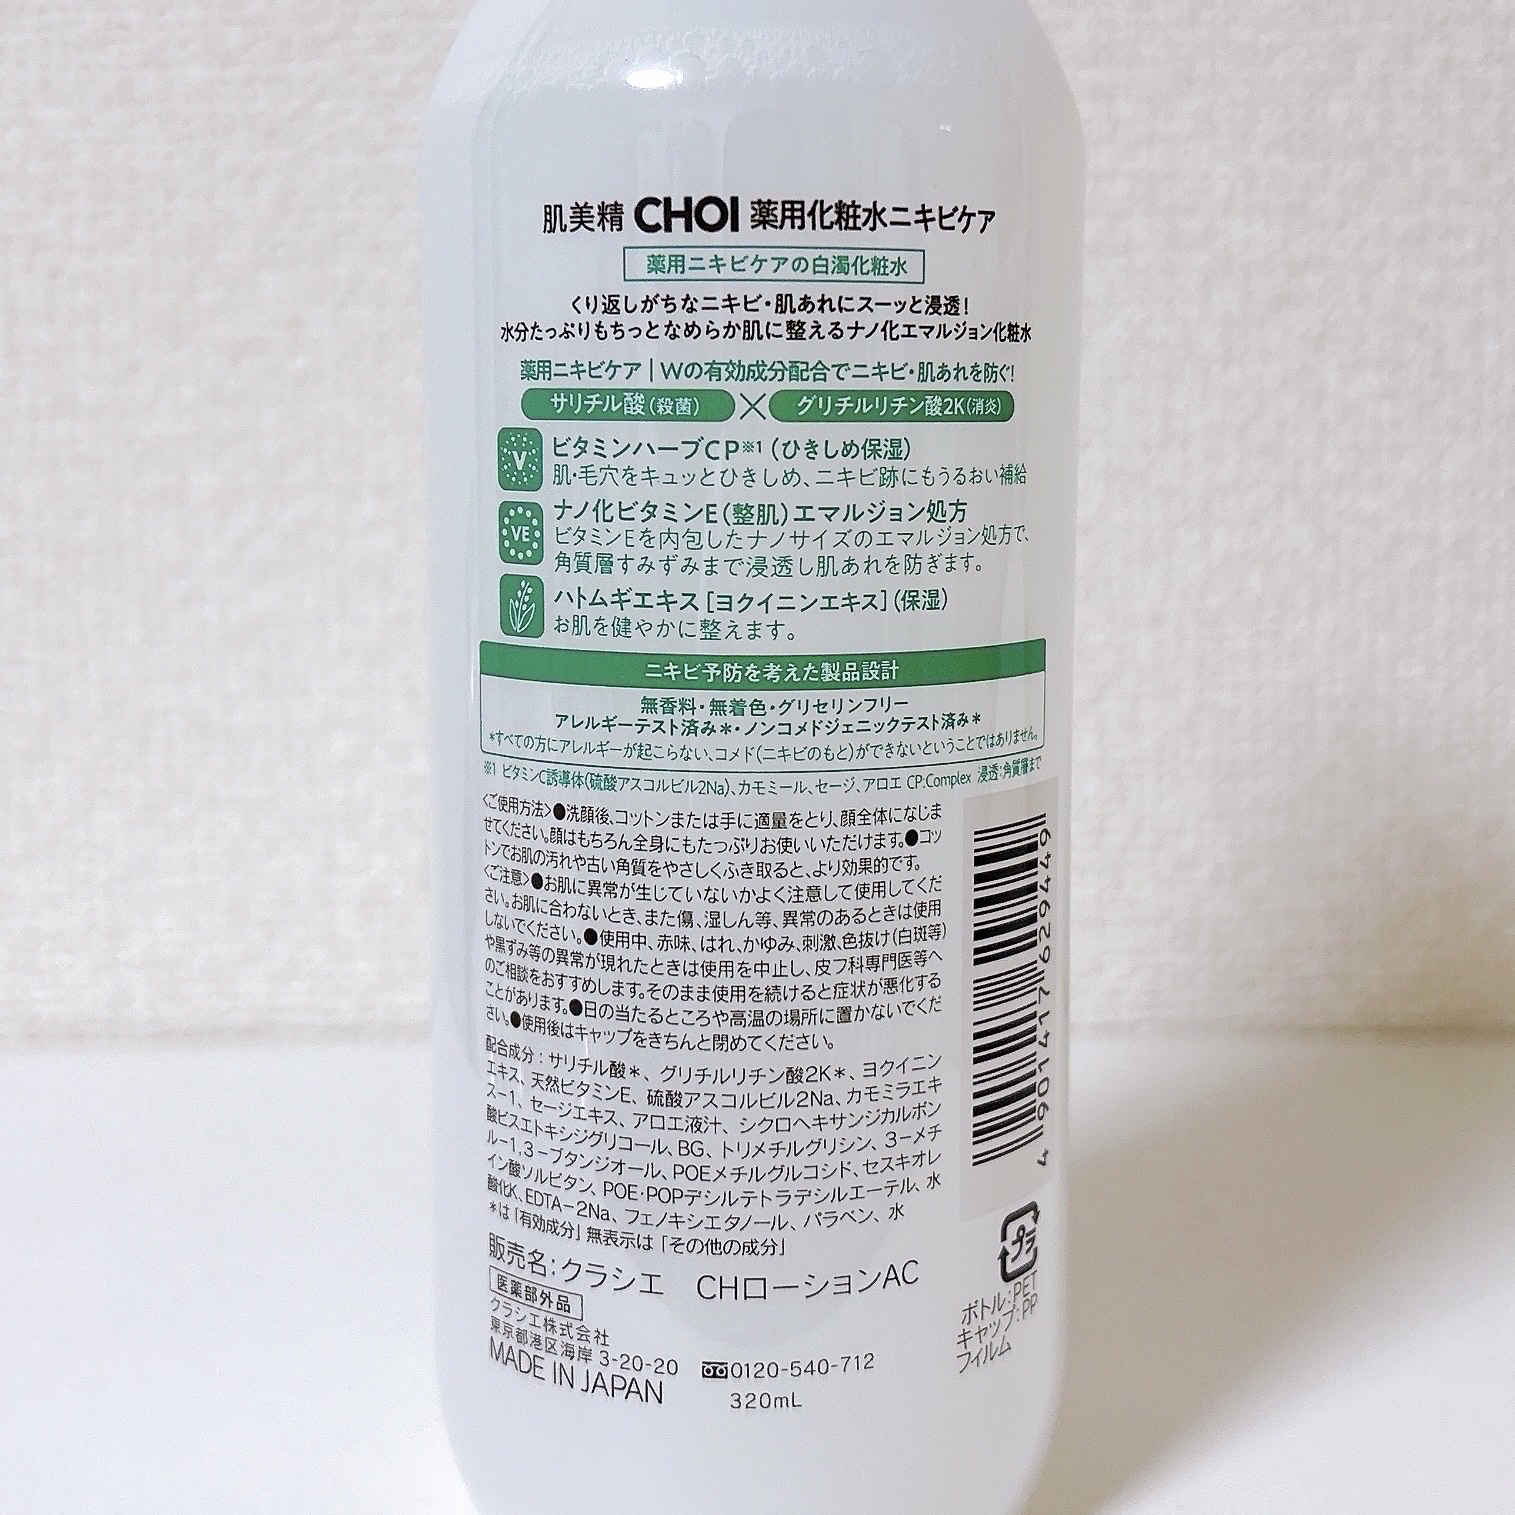 肌美精 CHOI 薬用化粧水ニキビケア
薬用ニキビケアの白濁化粧水
くり返しがちなニキビ・肌あれにスーッと浸透!
水分たっぷりもちっとなめらか肌に整えるナノ化エマルジョン化粧水
薬用ニキビケア | Wの有効成分配合でニキビ・肌あれを防ぐ!
サリチル酸(殺菌) × グリチルリチン酸2K(消炎)
V
ビタミンハーブCP※1(ひきしめ保湿)
肌・毛穴をキュッとひきしめ、ニキビ跡にもうるおい補給
VE
ナノ化ビタミンE(整肌)エマルジョン処方
ビタミンEを内包したナノサイズのエマルジョン処方で、
角質層すみずみまで浸透し肌あれを防ぎます。
ハトムギエキス[ヨクイニンエキス](保湿)
お肌を健やかに整えます。
ニキビ予防を考えた製品設計
無香料・無着色・グリセリンフリー
アレルギーテスト済み＊・ノンコメドジェニックテスト済み＊
＊すべての方にアレルギーが起こらない、コメド(ニキビのもと)ができないということではありません。
※1 ビタミンC誘導体(硫酸アスコルビル2Na)、カモミール、セージ、アロエ CP:Complex 浸透:角質層まで
<ご使用方法>●洗顔後、コットンまたは手に適量をとり、顔全体になじま
せてください。顔はもちろん全身にもたっぷりお使いいただけます。●コッ
トンでお肌の汚れや古い角質をやさしくふき取ると、より効果的です。
<ご注意>●お肌に異常が生じていないかよく注意して使用してくだ
さい。お肌に合わないとき、また傷、湿しん等、異常のあるときは使用
しないでください。●使用中、赤味、はれ、かゆみ、刺激、色抜け(白斑等)
や黒ずみ等の異常が現れたときは使用を中止し、皮フ科専門医等へ
のご相談をおすすめします。そのまま使用を続けると症状が悪化する
ことがあります。●日の当たるところや高温の場所に置かないでくだ
さい。●使用後はキャップをきちんと閉めてください。
配合成分：サリチル酸＊、グリチルリチン酸2K＊、ヨクイニン
エキス、天然ビタミンE、硫酸アスコルビル2Na、カモミラエキ
ス－1、セージエキス、アロエ液汁、シクロヘキサンジカルボン
酸ビスエトキシジグリコール、BG、トリメチルグリシン、3－メチ
ル－1,3－ブタンジオール、POEメチルグルコシド、セスキオレ
イン酸ソルビタン、POE・POPデシルテトラデシルエーテル、水
酸化K、EDTA－2Na、フェノキシエタノール、パラベン、水
＊は「有効成分」無表示は「その他の成分」
販売名：クラシエ CHローションAC
医薬部外品
クラシエ株式会社
東京都港区海岸 3-20-20
0120-540-712
MADE IN JAPAN
320mL
4 901417 629449
プラ
ボトル：PET
キャップ：PP
フィルム